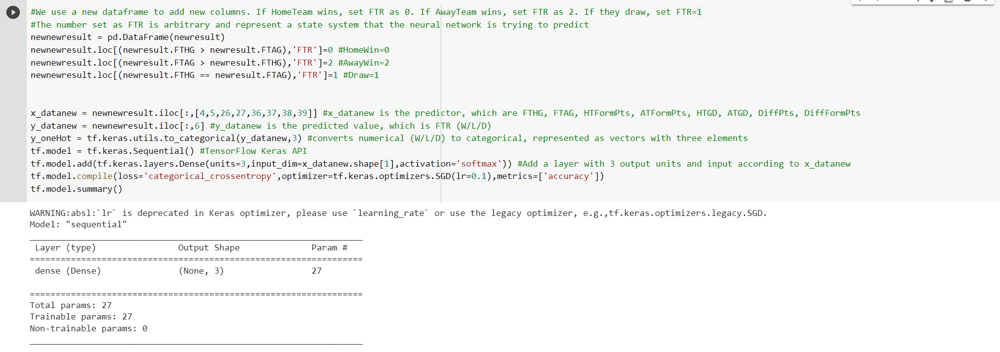 #We use a new dataframe to add new columns. If HomeTeam wins, set FTR as 0. If AwayTeam wins, set FTR as 2. If they draw, set FTR=1
#The number set as FTR is arbitrary and represent a state system that the neural network is trying to predict
newnewresult = pd.DataFrame(newresult)
newnewresult.loc[(newresult.FTHG > newresult.FTAG),'FTR']=0 #HomeWin=0
newnewresult.loc[(newresult.FTAG > newresult.FTHG),'FTR']=2 #AwayWin=2
newnewresult.loc[(newresult.FTHG == newresult.FTAG),'FTR']=1 #Draw=1
x_datanew = newnewresult.iloc[:,[4,5,26,27,36,37,38,39]] #x_datanew is the predictor, which are FTHG, FTAG, HTFormPts, ATFormPts, HTGD, ATGD, DiffPts, DiffFormPts
y_datanew = newnewresult.iloc[:,6] #y_datanew is the predicted value, which is FTR (W/L/D)
y_oneHot = tf.keras.utils.to_categorical(y_datanew,3) #converts numerical (W/L/D) to categorical, represented as vectors with three elements
tf.model = tf.keras.Sequential() #TensorFlow Keras API
tf.model.add(tf.keras.layers.Dense(units=3,input_dim=x_datanew.shape[1],activation='softmax')) #Add a layer with 3 output units and input according to x_datanew
tf.model.compile(loss='categorical_crossentropy',optimizer=tf.keras.optimizers.SGD(lr=0.1),metrics=['accuracy'])
tf.model.summary()
WARNING:absl:`lr` is deprecated in Keras optimizer, please use `learning_rate` or use the legacy optimizer, e.g.,tf.keras.optimizers.legacy.SGD.
Model: "sequential"
_________________________________________________________________
Layer (type) Output Shape Param #
=================================================================
dense (Dense) (None, 3) 27
=================================================================
Total params: 27
Trainable params: 27
Non-trainable params: 0
_________________________________________________________________